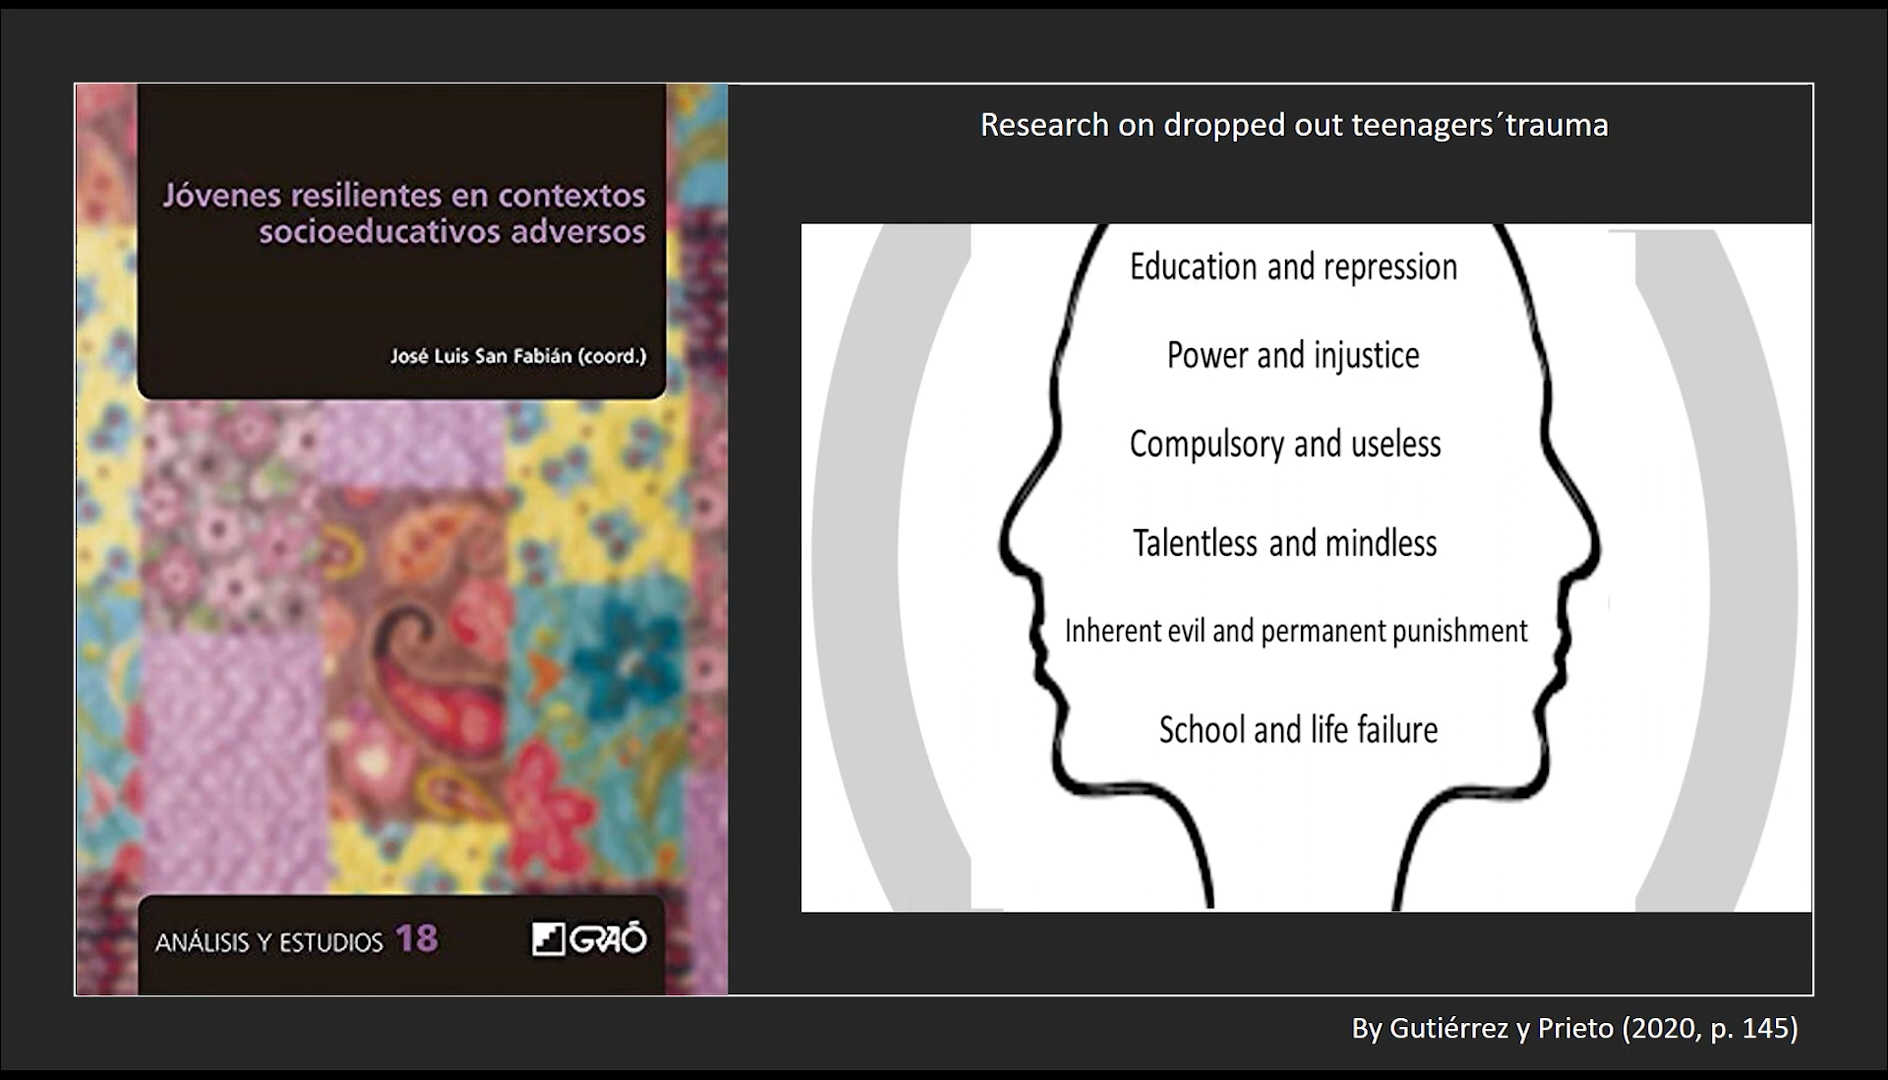 Jóvenes resilientes en contextos
socioeducativos adversos
José Luis San Fabián (coord.)
ANÁLISIS Y ESTUDIOS 18
GRAÓ
Research on dropped out teenagers´trauma
Education and repression
Power and injustice
Compulsory and useless
Talentless and mindless
Inherent evil and permanent punishment
School and life failure
By Gutiérrez y Prieto (2020, p. 145)